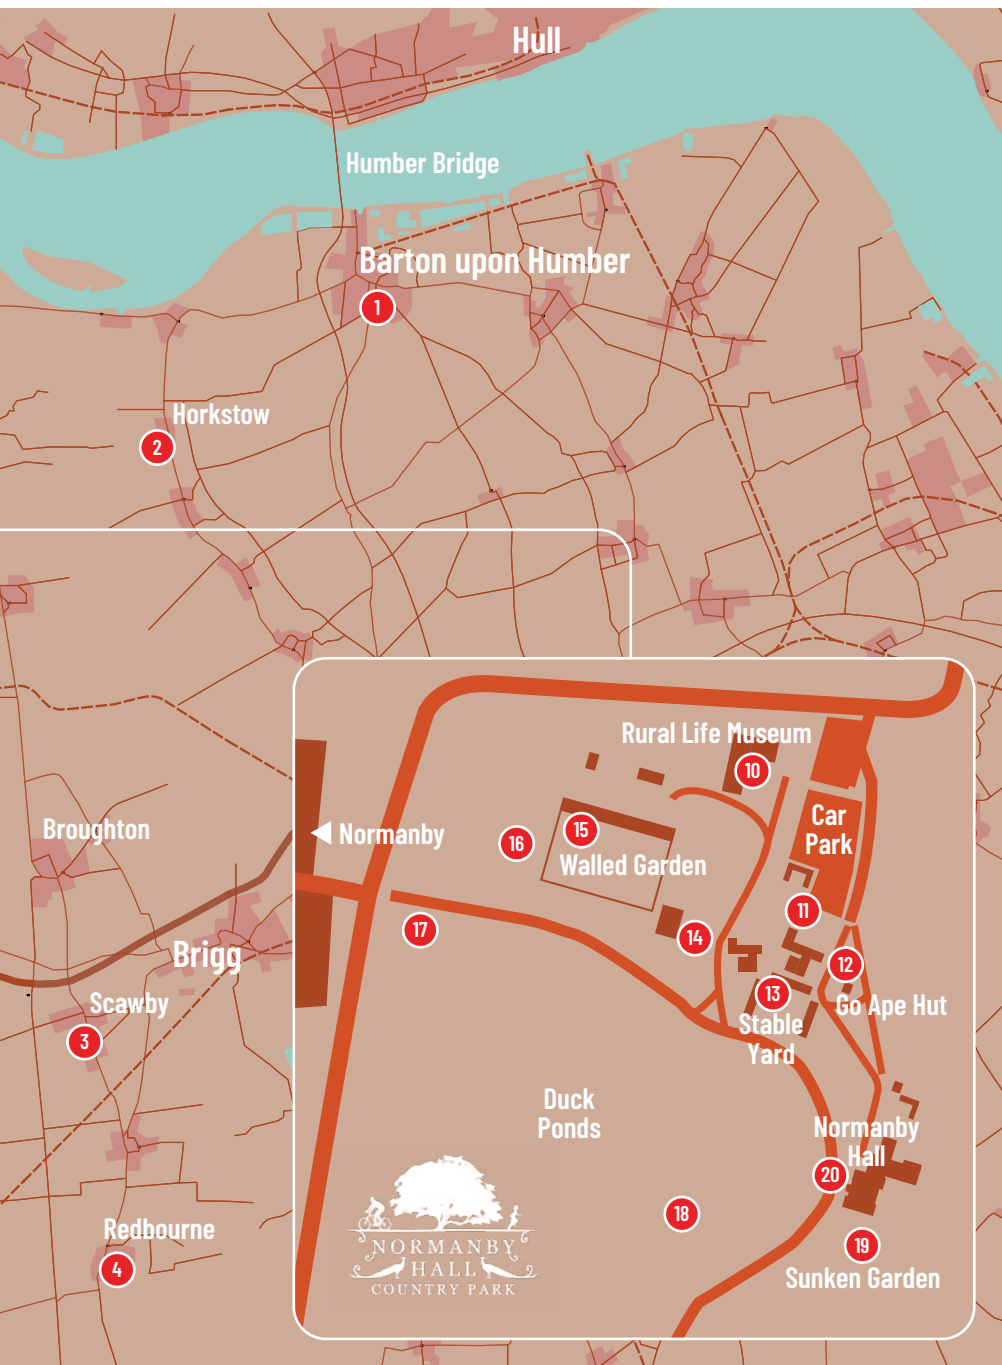 Hull
Humber Bridge
Barton upon Humber
1
Horkstow
2
Rural Life Museum
10
Car
Park
Broughton
Normanby
16
15
Walled Garden
11
17
14
Brigg
12
13
Go Ape Hut
Scawby
3
Stable
Yard
Duck
Ponds
Normanby
Hall
20
18
Redbourne
4
NORMANBY
HALL
COUNTRY PARK
19
Sunken Garden